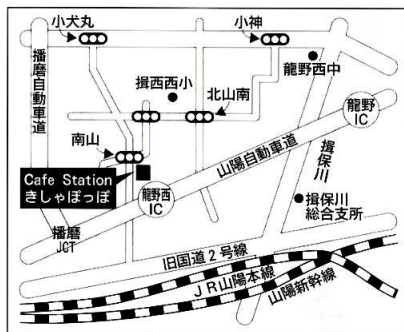 小犬丸
小神
龍野西中
揖西西小
北山南
龍野
IC
播磨自動車道
南山
Cafe Station
きしゃぽっぽ
龍野西
IC
山陽自動車道
揖保川
揖保川
総合支所
播磨
JCT
旧国道2号線
JR山陽本線
山陽新幹線